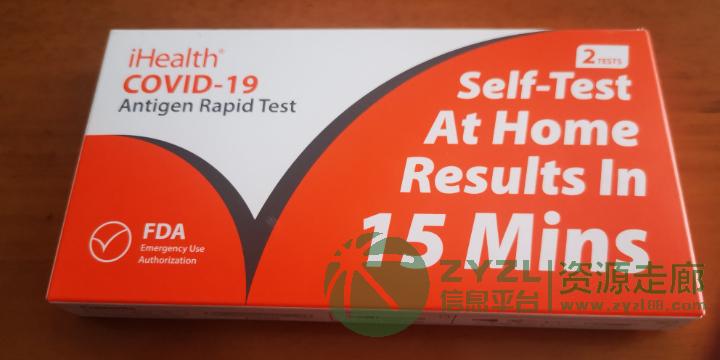 iHealth®
COVID-19
Antigen Rapid Test
2 TESTS
Self-Test
At Home
Results In
15 Mins
FDA
Emergency Use
Authorization
ZYZL
信息平台
资源走廊
www.zyzl88.com